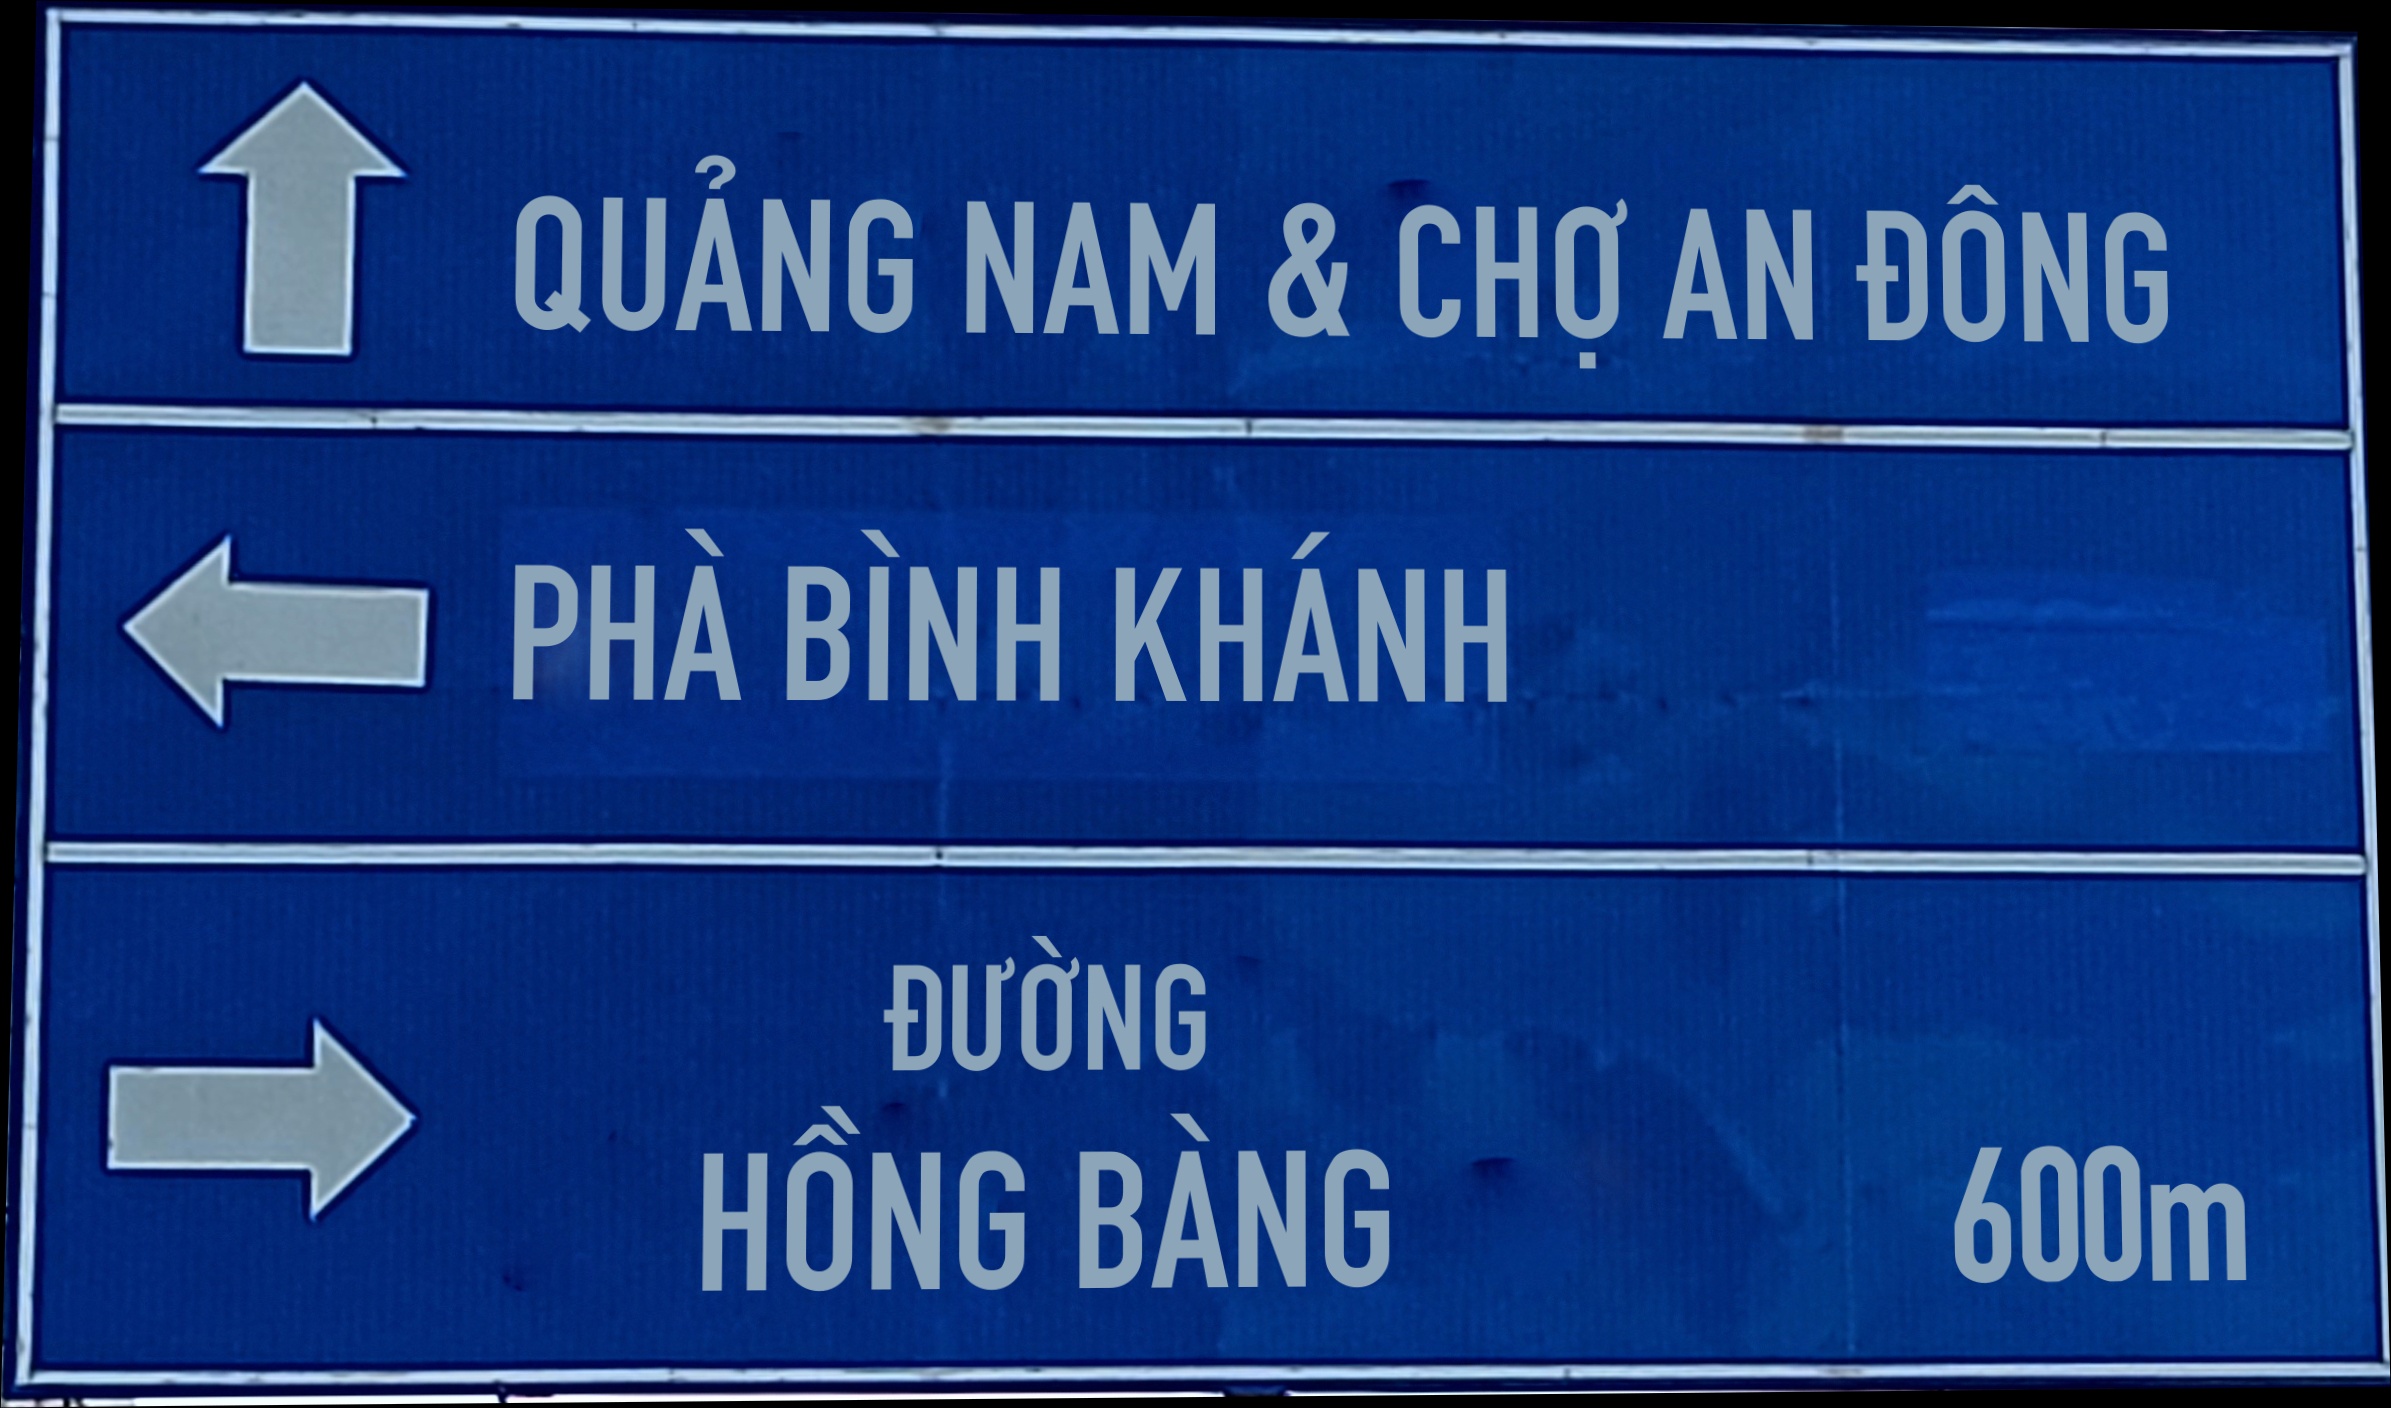 QUẢNG NAM & CHỢ AN ĐÔNG
PHÀ BÌNH KHÁNH
ĐƯỜNG
HỒNG BÀNG 600m